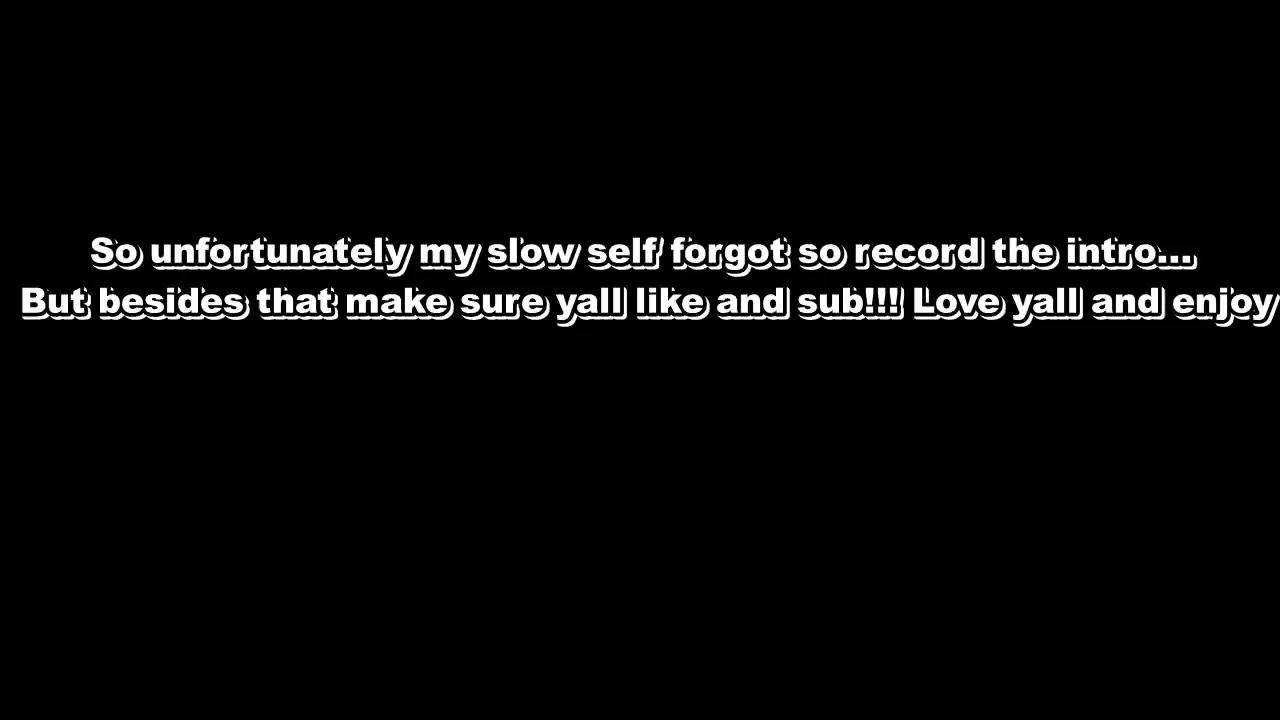 So unfortunately my slow self forgot so record the intro...
But besides that make sure yall like and sub!!! Love yall and enjoy